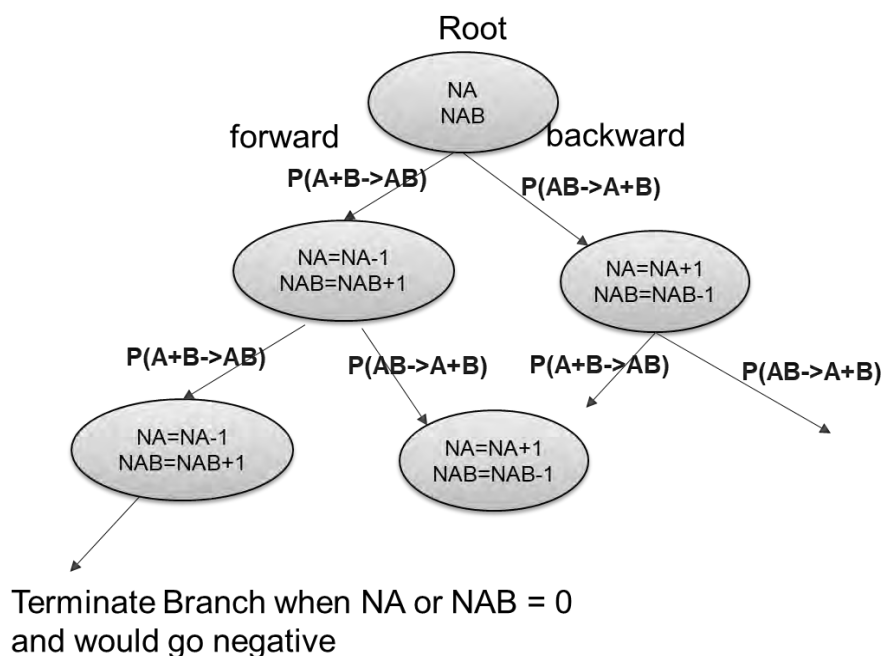 Root
NA
NAB
forward
backward
P(A+B->AB)
P(AB->A+B)
NA=NA-1
NAB=NAB+1
NA=NA+1
NAB=NAB-1
P(A+B->AB)
P(AB->A+B)
P(A+B->AB)
P(AB->A+B)
NA=NA-1
NAB=NAB+1
NA=NA+1
NAB=NAB-1
Terminate Branch when NA or NAB = 0
and would go negative